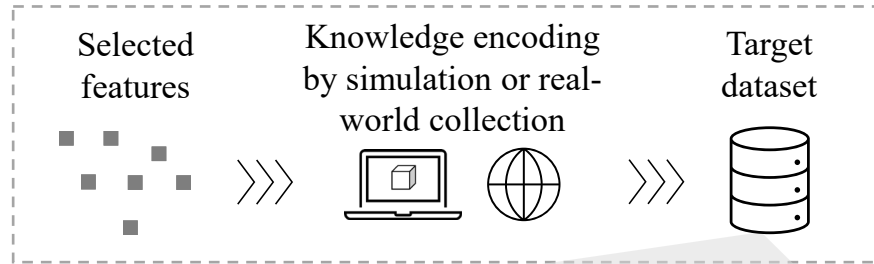 Selected
features
Knowledge encoding
by simulation or real-
world collection
Target
dataset